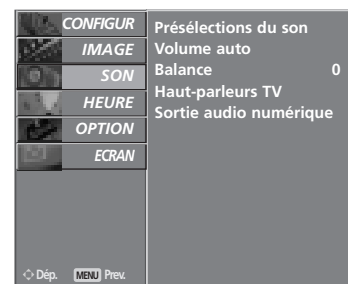 CONFIGUR
IMAGE
SON
HEURE
OPTION
ECRAN
Présélections du son
Volume auto
Balance 0
Haut-parleurs TV
Sortie audio numérique
Dép. MENU Prev.